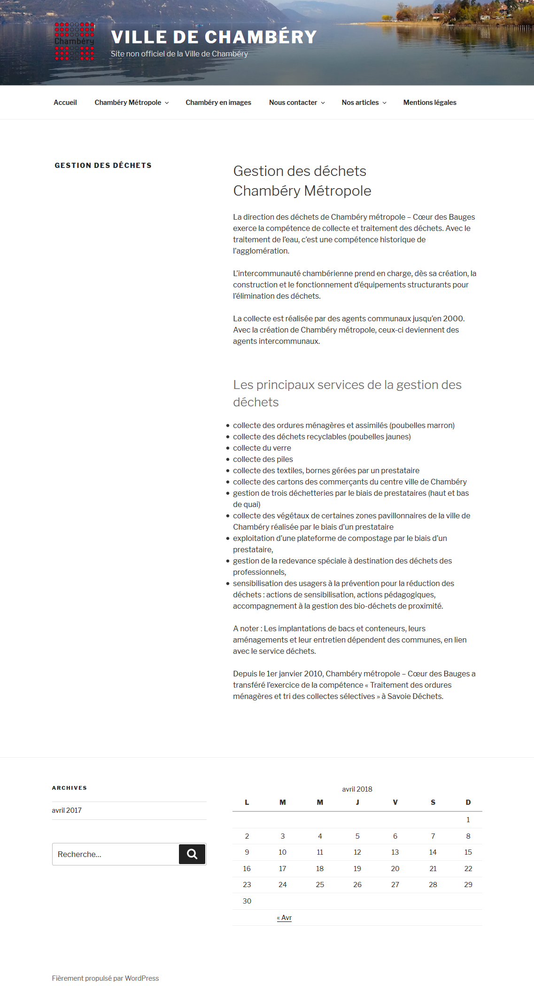 Chambéry
VILLE DE CHAMBÉRY
Site non officiel de la Ville de Chambéry
Accueil Chambéry Métropole Chambéry en images Nous contacter Nos articles Mentions légales
GESTION DES DÉCHETS
Gestion des déchets
Chambéry Métropole
La direction des déchets de Chambéry métropole – Cœur des Bauges
exerce la compétence de collecte et traitement des déchets. Avec le
traitement de l’eau, c’est une compétence historique de
l’agglomération.
L’intercommunauté chambérienne prend en charge, dès sa création, la
construction et le fonctionnement d’équipements structurants pour
l’élimination des déchets.
La collecte est réalisée par des agents communaux jusqu’en 2000.
Avec la création de Chambéry métropole, ceux-ci deviennent des
agents intercommunaux.
Les principaux services de la gestion des
déchets
• collecte des ordures ménagères et assimilés (poubelles marron)
• collecte des déchets recyclables (poubelles jaunes)
• collecte du verre
• collecte des piles
• collecte des textiles, bornes gérées par un prestataire
• collecte des cartons des commerçants du centre ville de Chambéry
• gestion de trois déchetteries par le biais de prestataires (haut et bas
de quai)
• collecte des végétaux de certaines zones pavillonnaires de la ville de
Chambéry réalisée par le biais d’un prestataire
• exploitation d’une plateforme de compostage par le biais d’un
prestataire,
• gestion de la redevance spéciale à destination des déchets des
professionnels,
• sensibilisation des usagers à la prévention pour la réduction des
déchets : actions de sensibilisation, actions pédagogiques,
accompagnement à la gestion des bio-déchets de proximité.
A noter : Les implantations de bacs et conteneurs, leurs
aménagements et leur entretien dépendent des communes, en lien
avec le service déchets.
Depuis le 1er janvier 2010, Chambéry métropole – Cœur des Bauges a
transféré l’exercice de la compétence « Traitement des ordures
ménagères et tri des collectes sélectives » à Savoie Déchets.
ARCHIVES
avril 2017
Recherche…
avril 2018
L M M J V S D
1
2 3 4 5 6 7 8
9 10 11 12 13 14 15
16 17 18 19 20 21 22
23 24 25 26 27 28 29
30
« Avr
Fièrement propulsé par WordPress